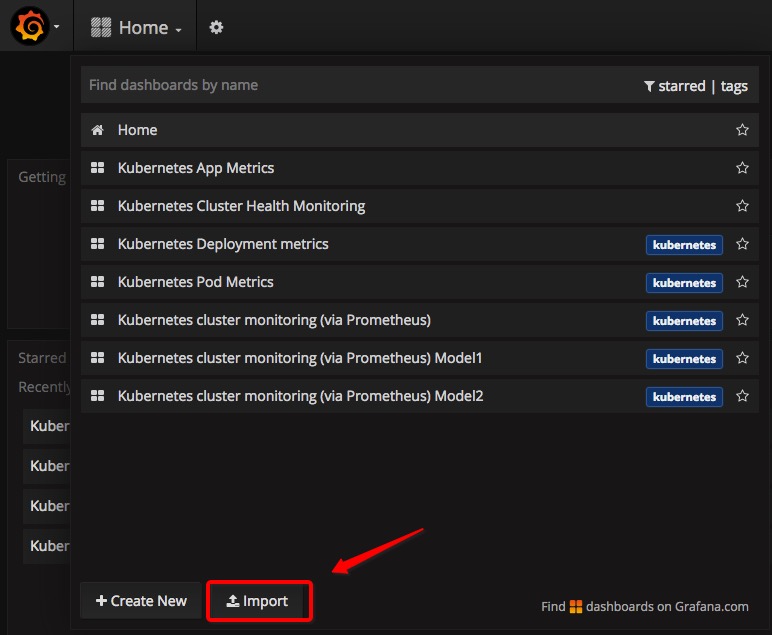 Home
Find dashboards by name
starred | tags
Home
Getting
Kubernetes App Metrics
Kubernetes Cluster Health Monitoring
Kubernetes Deployment metrics kubernetes
Kubernetes Pod Metrics kubernetes
Kubernetes cluster monitoring (via Prometheus) kubernetes
Starred
Kubernetes cluster monitoring (via Prometheus) Model1 kubernetes
Recently
Kubernetes cluster monitoring (via Prometheus) Model2 kubernetes
Kuber
Kuber
Kuber
Kuber
Create New
Import
Find dashboards on Grafana.com